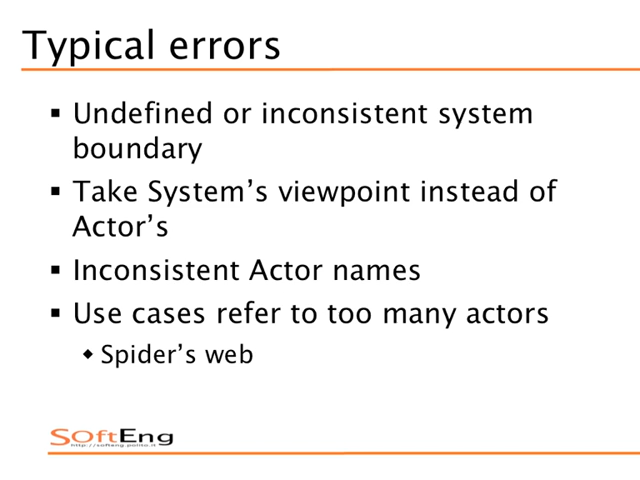 Typical errors
▪ Undefined or inconsistent system
boundary
▪ Take System's viewpoint instead of
Actor's
▪ Inconsistent Actor names
▪ Use cases refer to too many actors
◆ Spider's web
SOftEng
http://softeng.polito.it